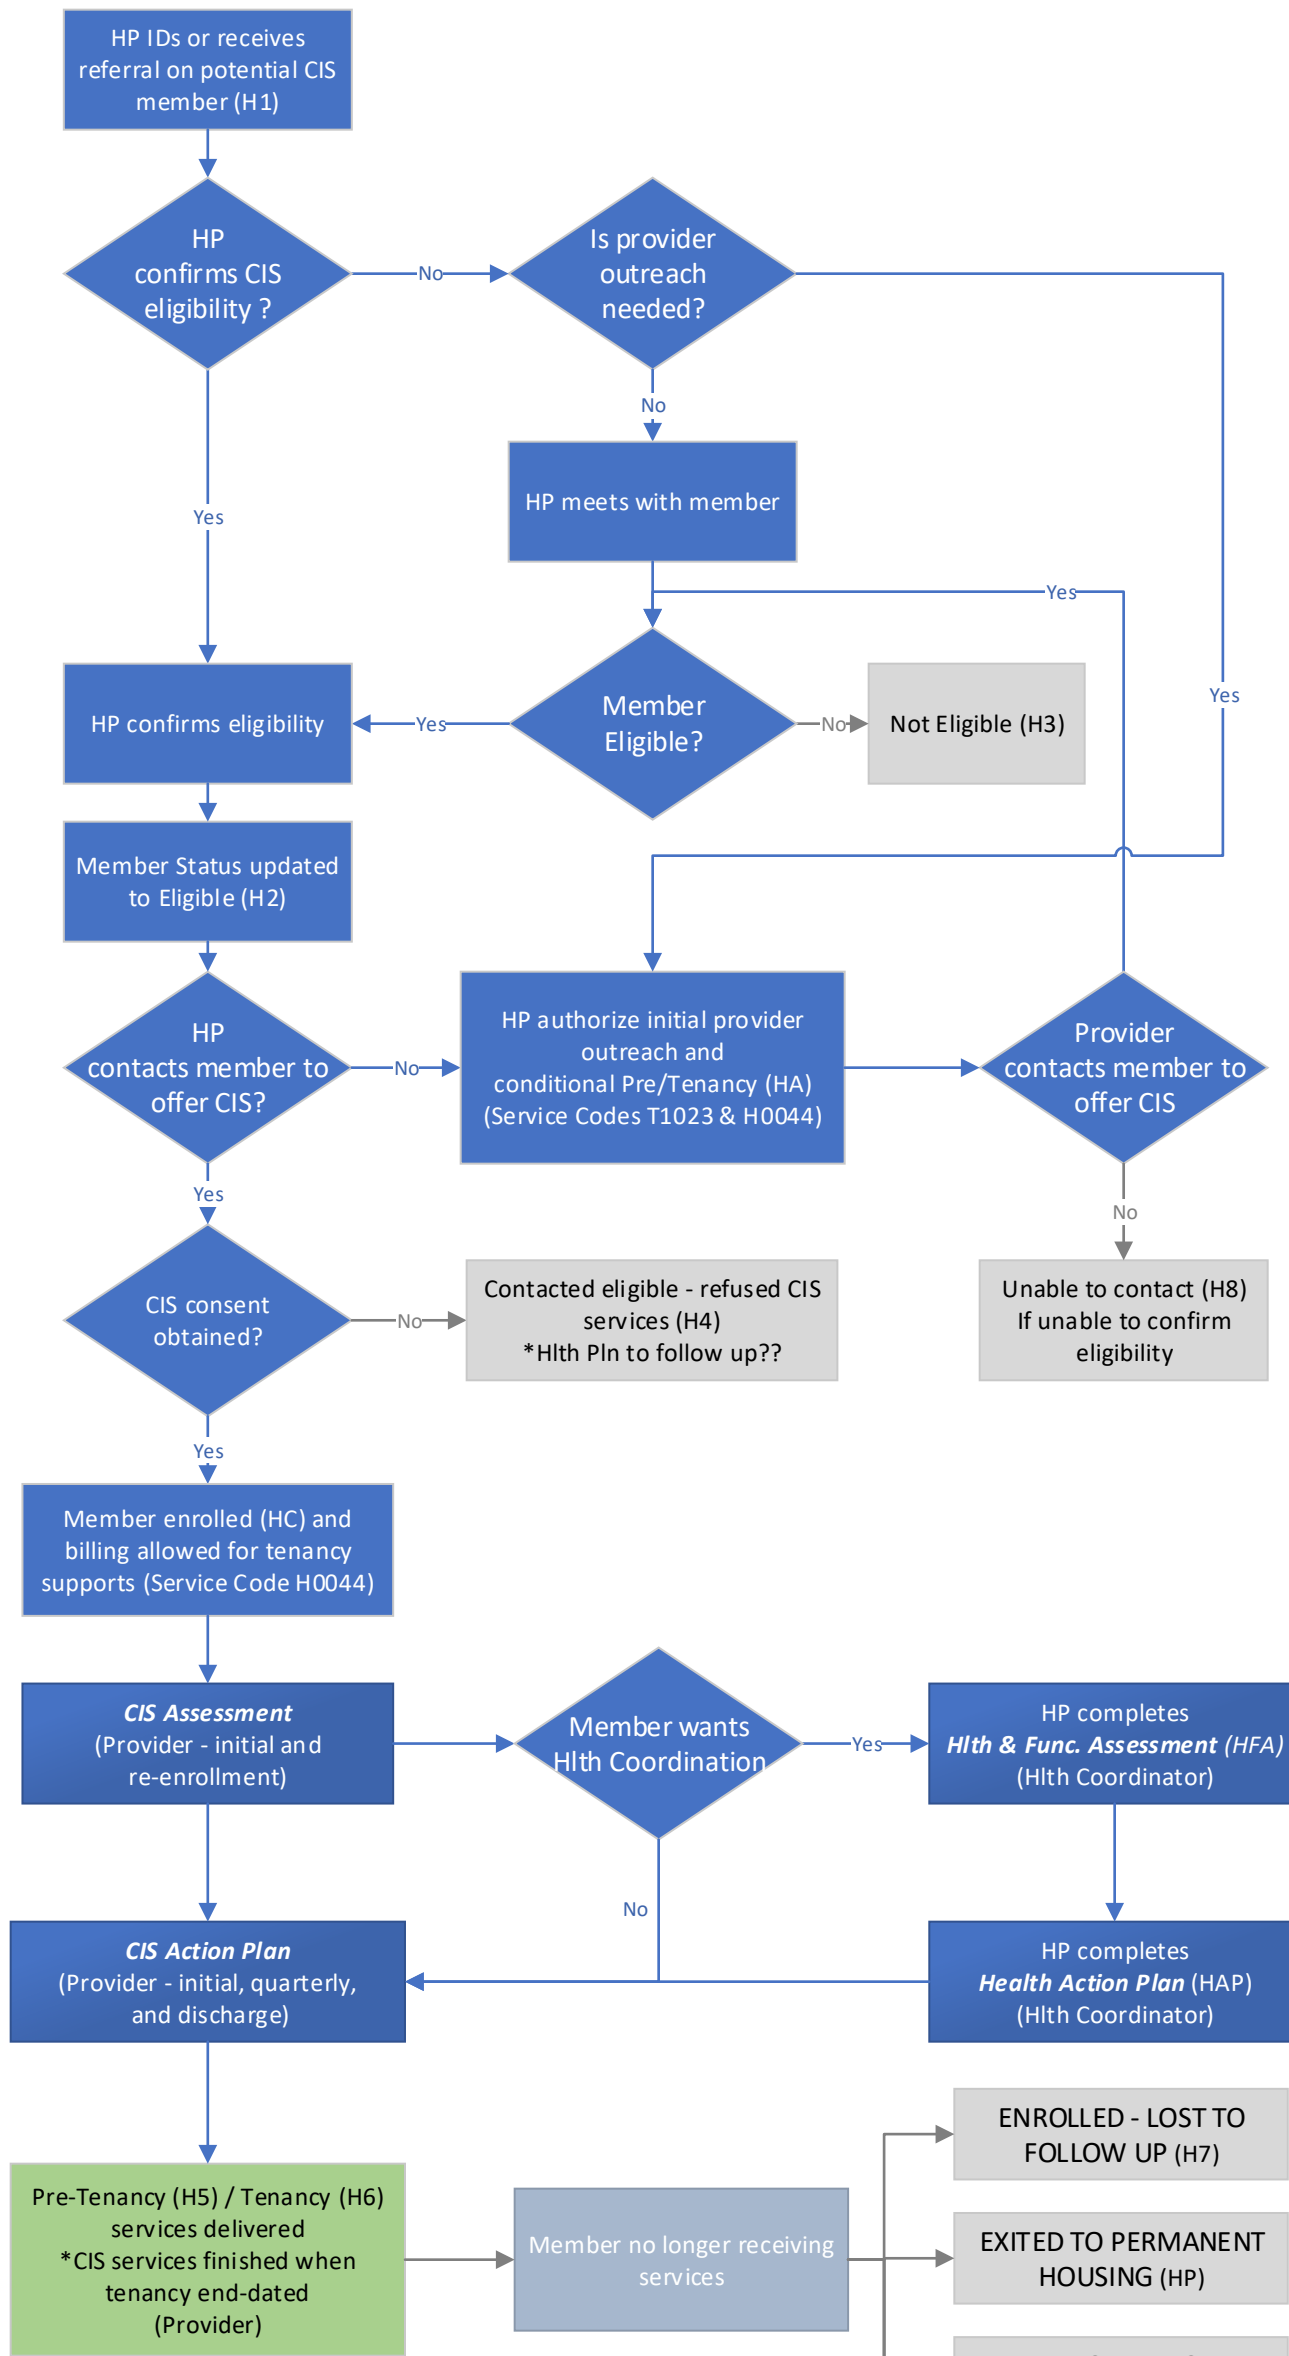 HP IDs or receives
referral on potential CIS
member (H1)
HP
confirms CIS
eligibility ?
No
Is provider
outreach
needed?
No
Yes
HP meets with member
Yes
Yes
HP confirms eligibility
Yes
Member
Eligible?
No
Not Eligible (H3)
Member Status updated
to Eligible (H2)
HP
contacts member to
offer CIS?
No
HP authorize initial provider
outreach and
conditional Pre/Tenancy (HA)
(Service Codes T1023 & H0044)
Provider
contacts member to
offer CIS
Yes
No
CIS consent
obtained?
No
Contacted eligible - refused CIS
services (H4)
*Hlth Pln to follow up??
Unable to contact (H8)
If unable to confirm
eligibility
Yes
Member enrolled (HC) and
billing allowed for tenancy
supports (Service Code H0044)
CIS Assessment
(Provider - initial and
re-enrollment)
Member wants
Hlth Coordination
Yes
HP completes
Hlth & Func. Assessment (HFA)
(Hlth Coordinator)
No
CIS Action Plan
(Provider - initial, quarterly,
and discharge)
HP completes
Health Action Plan (HAP)
(Hlth Coordinator)
ENROLLED - LOST TO
FOLLOW UP (H7)
Pre-Tenancy (H5) / Tenancy (H6)
services delivered
*CIS services finished when
tenancy end-dated
(Provider)
Member no longer receiving
services
EXITED TO PERMANENT
HOUSING (HP)